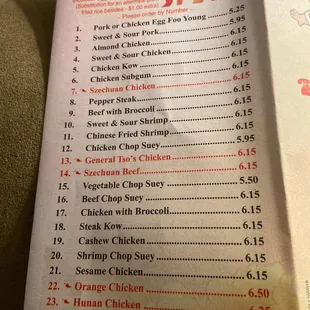 (Substitution for an
fried rice besides - $1.00 extra)
- Please order by Number -
1. Pork or Chicken Egg Foo Young 5.25
2. Sweet & Sour Pork 5.95
3. Almond Chicken 6.15
4. Sweet & Sour Chicken 6.15
5. Chicken Kow 6.15
6. Chicken Subgum 6.15
7. Szechuan Chicken 6.15
8. Pepper Steak 6.15
9. Beef with Broccoli 6.15
10. Sweet & Sour Shrimp 6.15
11. Chinese Fried Shrimp 6.15
12. Chicken Chop Suey 5.95
13. General Tso's Chicken 6.15
14. Szechuan Beef 6.15
15. Vegetable Chop Suey 5.50
16. Beef Chop Suey 6.15
17. Chicken with Broccoli 6.15
18. Steak Kow 6.15
19. Cashew Chicken 6.15
20. Shrimp Chop Suey 6.15
21. Sesame Chicken 6.15
22. Orange Chicken 6.50
23. Hunan Chicken